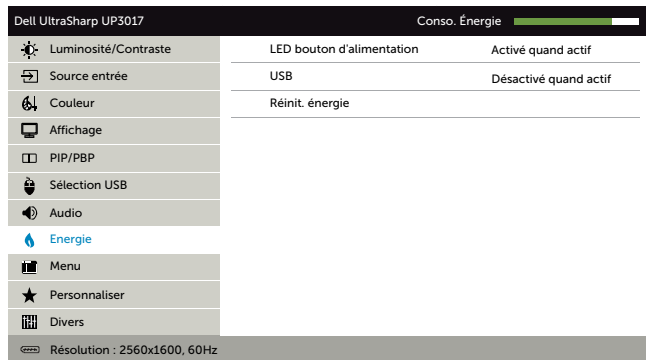 Dell UltraSharp UP3017 Conso. Énergie
Luminosité/Contraste LED bouton d'alimentation Activé quand actif
Source entrée USB Désactivé quand actif
Couleur Réinit. énergie
Affichage
PIP/PBP
Sélection USB
Audio
Energie
Menu
Personnaliser
Divers
Résolution : 2560x1600, 60Hz